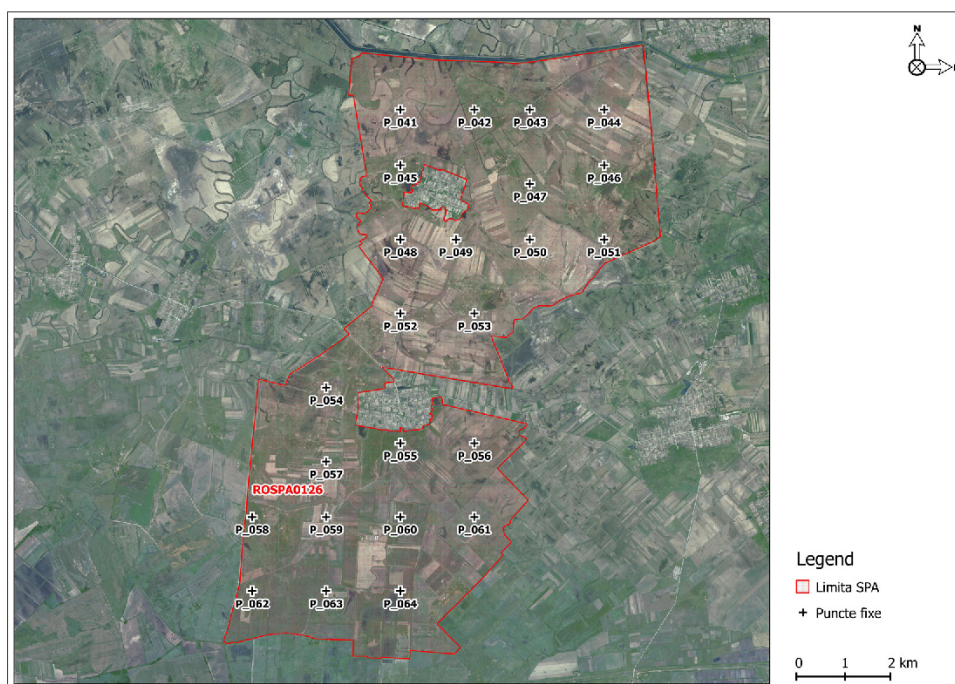 N
P_041 P_042 P_043 P_044
P_045 P_046
P_047
P_048 P_049 P_050 P_051
P_052 P_053
P_054
P_055 P_056
P_057
ROSPA0126
P_058 P_059 P_060 P_061
P_062 P_063 P_064
Legend
Limita SPA
Puncte fixe
0 1 2 km